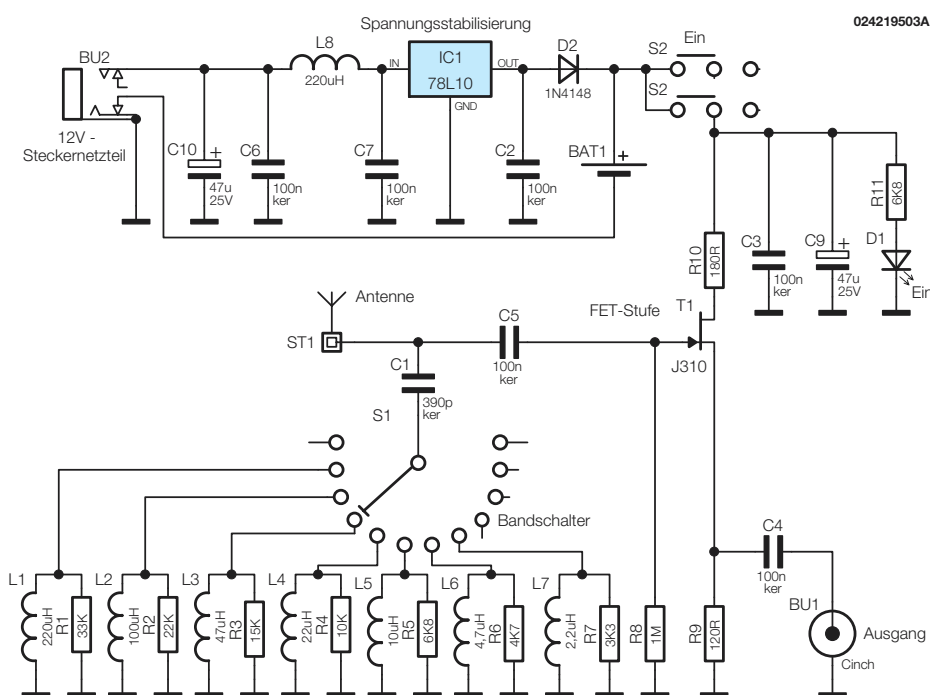 Spannungsstabilisierung
024219503A
BU2
L8
220uH
IN
IC1
78L10
OUT
GND
D2
1N4148
S2
Ein
S2
12V -
Steckernetzteil
C10
+
47u
25V
C6
100n
ker
C7
100n
ker
C2
100n
ker
BAT1
+
R10
180R
C3
100n
ker
C9
+
47u
25V
R11
6K8
D1
Ein
Antenne
ST1
C5
100n
ker
FET-Stufe
T1
J310
C1
390p
ker
S1
Bandschalter
L1
220uH
R1
33K
L2
100uH
R2
22K
L3
47uH
R3
15K
L4
22uH
R4
10K
L5
10uH
R5
6K8
L6
4,7uH
R6
4K7
L7
2,2uH
R7
3K3
R8
1M
R9
120R
C4
100n
ker
BU1
Ausgang
Cinch